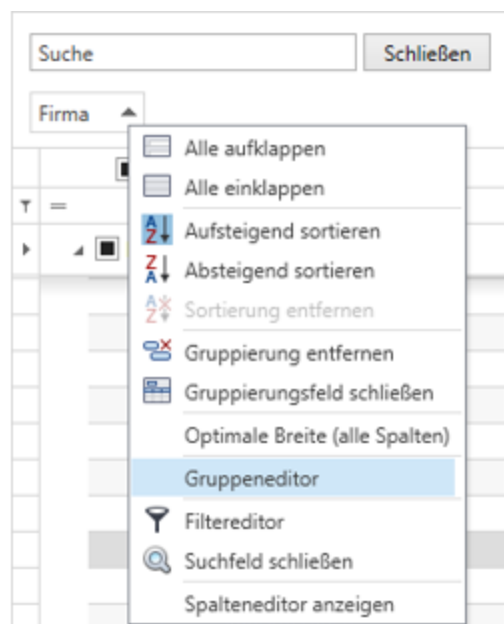 Suche
Schließen
Firma
Alle aufklappen
Alle einklappen
Aufsteigend sortieren
Absteigend sortieren
Sortierung entfernen
Gruppierung entfernen
Gruppierungsfeld schließen
Optimale Breite (alle Spalten)
Gruppeneditor
Filtereditor
Suchfeld schließen
Spalteneditor anzeigen